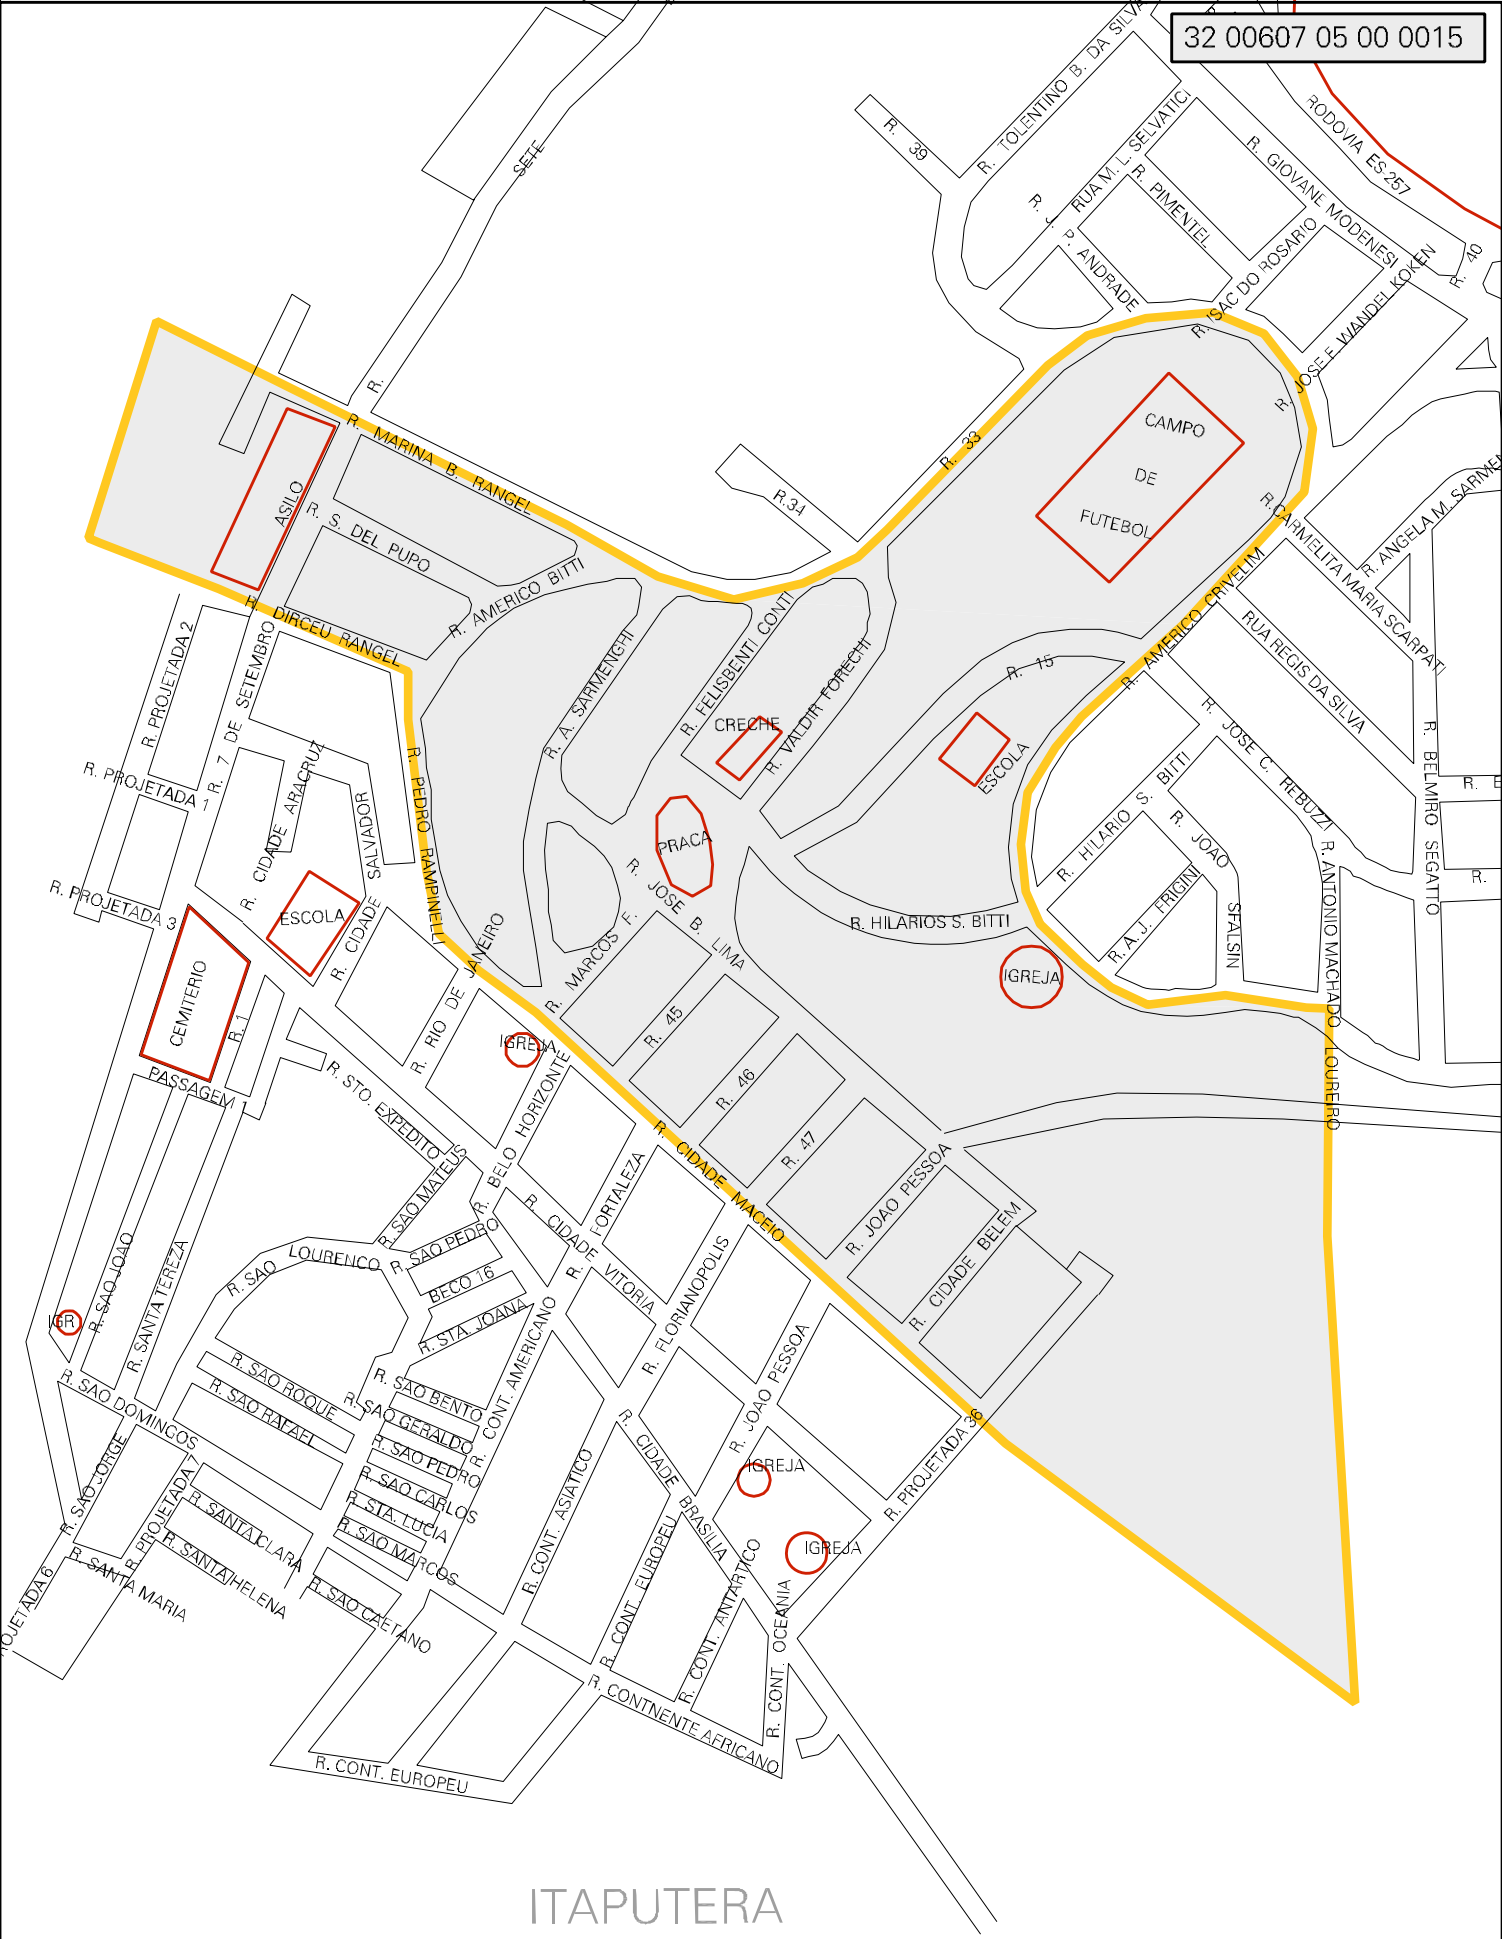 32 00607 05 00 0015
R. TOLENTINO B. DA SILVA
R. 39
SETE
RUA M. L. SELVATICI
R. PIMENTEL
R. J. P. ANDRADE
R. GIOVANE MODENESI
RODOVIA ES-257
R. ISAC DO ROSARIO
R. JOSE F. WANDEL KOKEN
R. 40
R.
R. MARINA B. RANGEL
R. 33
R.34
CAMPO
DE
FUTEBOL
ASILO
R. S. DEL PUPO
R. AMERICO BITTI
R.CARMELITA MARIA SCARPATI
R. ANGELA M. SARMEN
R. DIRCEU RANGEL
R. AMERICO CRIVELIM
RUA REGIS DA SILVA
R. PROJETADA 2
R. 7 DE SETEMBRO
R. A. SARMENGHI
R. FELISBENTI CONTI
R. VALDIR FORECHI
R. 15
CRECHE
ESCOLA
R. JOSE C. REBUZZI
R. BELMIRO SEGATTO
R. PROJETADA 1
R. CIDADE ARACRUZ
SALVADOR
R. CIDADE
R. PEDRO RAMPINELLI
PRACA
R. HILARIO S. BITTI
R. JOAO
SFALSIN
R. A. J. FRIGINI
R. ANTONIO MACHADO LOUREIRO
R. E
R.
R. PROJETADA 3
ESCOLA
R. JOSE B. LIMA
R. HILARIOS S. BITTI
R. MARCOS F.
IGREJA
CEMITERIO
R. 1
R. RIO DE JANEIRO
IGREJA
R. 45
R. 46
R. 47
PASSAGEM 1
R. STO. EXPEDITO
R. BELO HORIZONTE
R. CIDADE MACEIO
R. JOAO PESSOA
R. CIDADE BELEM
R. SAO MATEUS
R. FORTALEZA
R. CIDADE VITORIA
R. SAO LOURENCO
R. SAO PEDRO
BECO 16
R. STA. JOANA
R. FLORIANOPOLIS
IGR
R. SAO JOAO
R. SANTA TEREZA
R. CONT. AMERICANO
R. JOAO PESSOA
R. SAO ROQUE
R. SAO RAFAEL
R. SAO DOMINGOS
R. SAO BENTO
R. SAO GERALDO
R. SAO PEDRO
R. SAO CARLOS
R. STA. LUCIA
R. SAO MARCOS
R. CIDADE BRASILIA
R. PROJETADA 36
IGREJA
IGREJA
R. SAO JORGE
R. PROJETADA 7
R. SANTA CLARA
R. SANTA HELENA
R. SANTA MARIA
R. SAO CAETANO
R. CONT. ASIATICO
R. CONT. EUROPEU
R. CONT. ANTARTICO
R. CONT. OCEANIA
ROJETADA 6
R. CONTNENTE AFRICANO
R. CONT. EUROPEU
ITAPUTERA